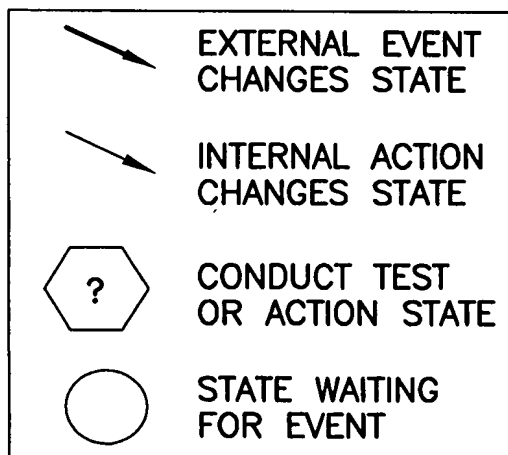 EXTERNAL EVENT
CHANGES STATE
INTERNAL ACTION
CHANGES STATE
?
CONDUCT TEST
OR ACTION STATE
STATE WAITING
FOR EVENT